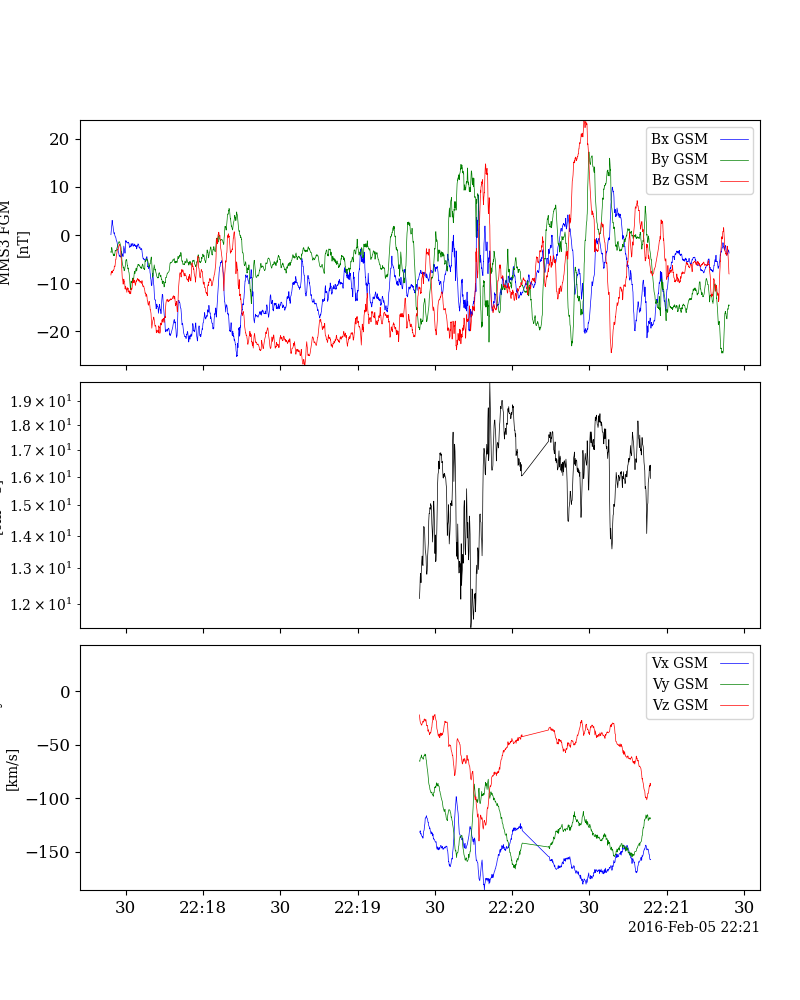 MMS3 FGM
[nT]
20
10
0
−10
−20
Bx GSM
By GSM
Bz GSM
1.9 × 10¹
1.8 × 10¹
1.7 × 10¹
1.6 × 10¹
1.5 × 10¹
1.4 × 10¹
1.3 × 10¹
1.2 × 10¹
[km/s]
0
−50
−100
−150
Vx GSM
Vy GSM
Vz GSM
30 22:18 30 22:19 30 22:20 30 22:21 30
2016-Feb-05 22:21